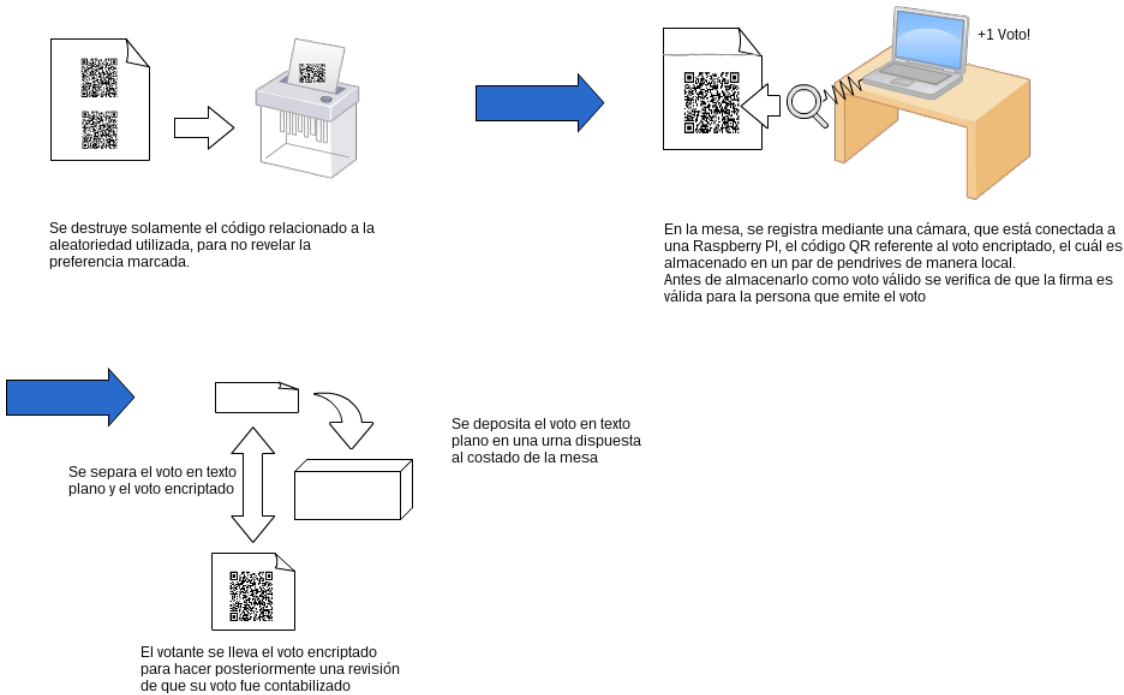 +1 Voto!
Se destruye solamente el código relacionado a la
aleatoriedad utilizada, para no revelar la
preferencia marcada.
En la mesa, se registra mediante una cámara, que está conectada a
una Raspberry PI, el código QR referente al voto encriptado, el cuál es
almacenado en un par de pendrives de manera local.
Antes de almacenarlo como voto válido se verifica de que la firma es
válida para la persona que emite el voto
Se deposita el voto en texto
plano en una urna dispuesta
al costado de la mesa
Se separa el voto en texto
plano y el voto encriptado
El votante se lleva el voto encriptado
para hacer posteriormente una revisión
de que su voto fue contabilizado